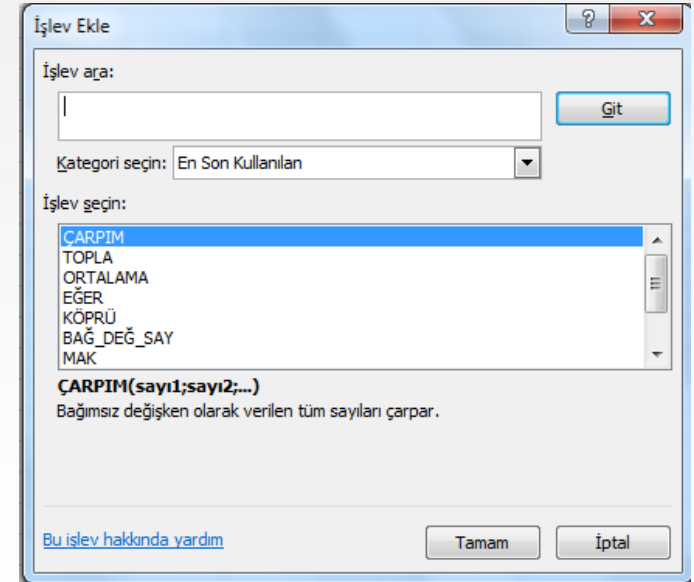 İşlev Ekle
İşlev ara:
Git
Kategori seçin: En Son Kullanılan
İşlev seçin:
ÇARPIM
TOPLA
ORTALAMA
EĞER
KÖPRÜ
BAĞ_DEĞ_SAY
MAK
ÇARPIM(sayı1;sayı2;...)
Bağımsız değişken olarak verilen tüm sayıları çarpar.
Bu işlev hakkında yardım
Tamam İptal